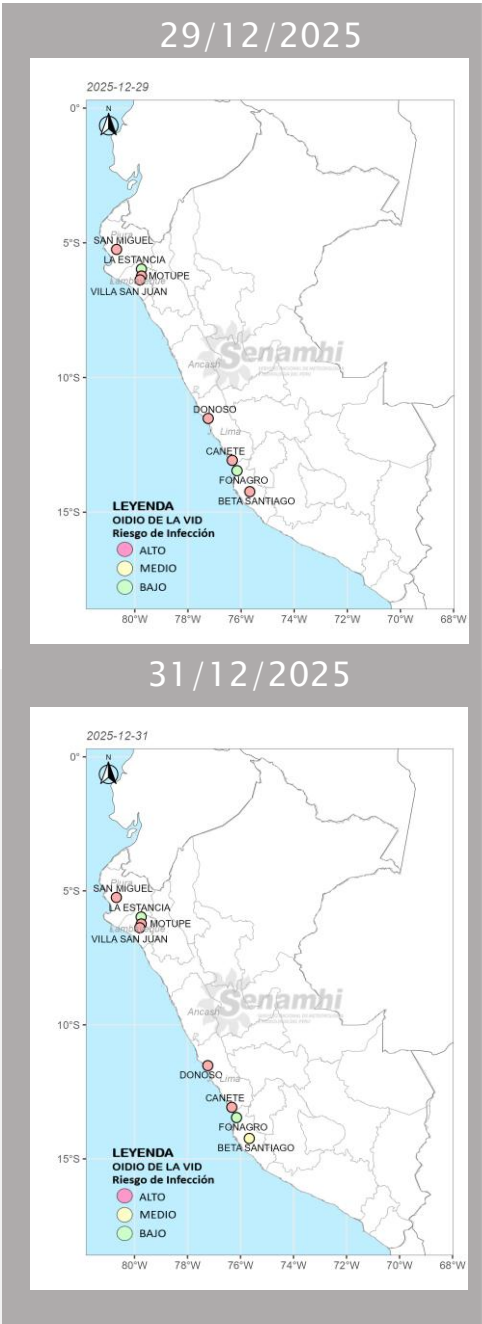 29/12/2025
2025-12-29
N
0°
Piura
SAN MIGUEL
5°S
LA ESTANCIA
MOTUPE
VILLA SAN JUAN
Senamhi
Ancash
10°S
DONOSO
Lima
CANETE
FONAGRO
BETA SANTIAGO
15°S
LEYENDA
OIDIO DE LA VID
Riesgo de Infección
ALTO
MEDIO
BAJO
80°W 78°W 76°W 74°W 72°W 70°W 68°W
31/12/2025
2025-12-31
N
0°
Piura
SAN MIGUEL
5°S
LA ESTANCIA
MOTUPE
VILLA SAN JUAN
Senamhi
Ancash
10°S
DONOSO
Lima
CANETE
FONAGRO
BETA SANTIAGO
15°S
LEYENDA
OIDIO DE LA VID
Riesgo de Infección
ALTO
MEDIO
BAJO
80°W 78°W 76°W 74°W 72°W 70°W 68°W